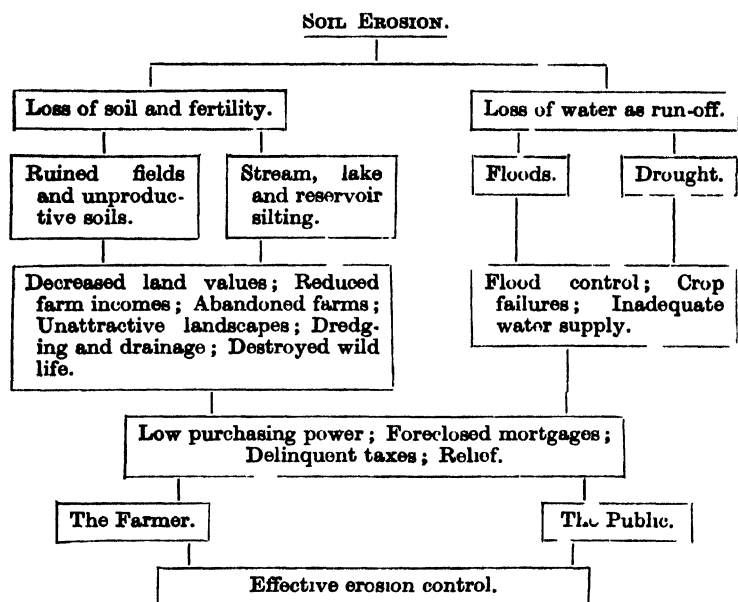 SOIL EROSION.
Loss of soil and fertility.
Loss of water as run-off.
Ruined fields
and unproduc-
tive soils.
Stream, lake
and reservoir
silting.
Floods.
Drought.
Decreased land values; Reduced
farm incomes; Abandoned farms;
Unattractive landscapes; Dredg-
ing and drainage; Destroyed wild
life.
Flood control; Crop
failures; Inadequate
water supply.
Low purchasing power; Foreclosed mortgages;
Delinquent taxes; Relief.
The Farmer.
The Public.
Effective erosion control.